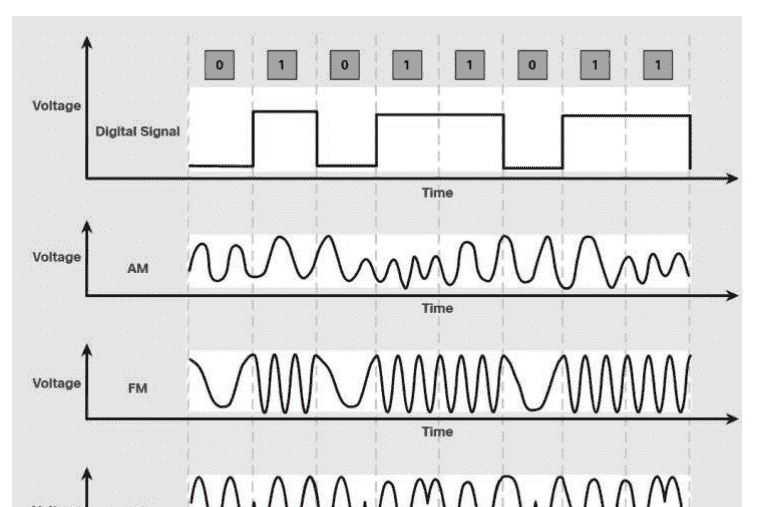 0 1 0 1 1 0 1 1
Voltage
Digital Signal
Time
Voltage
AM
Time
Voltage
FM
Time